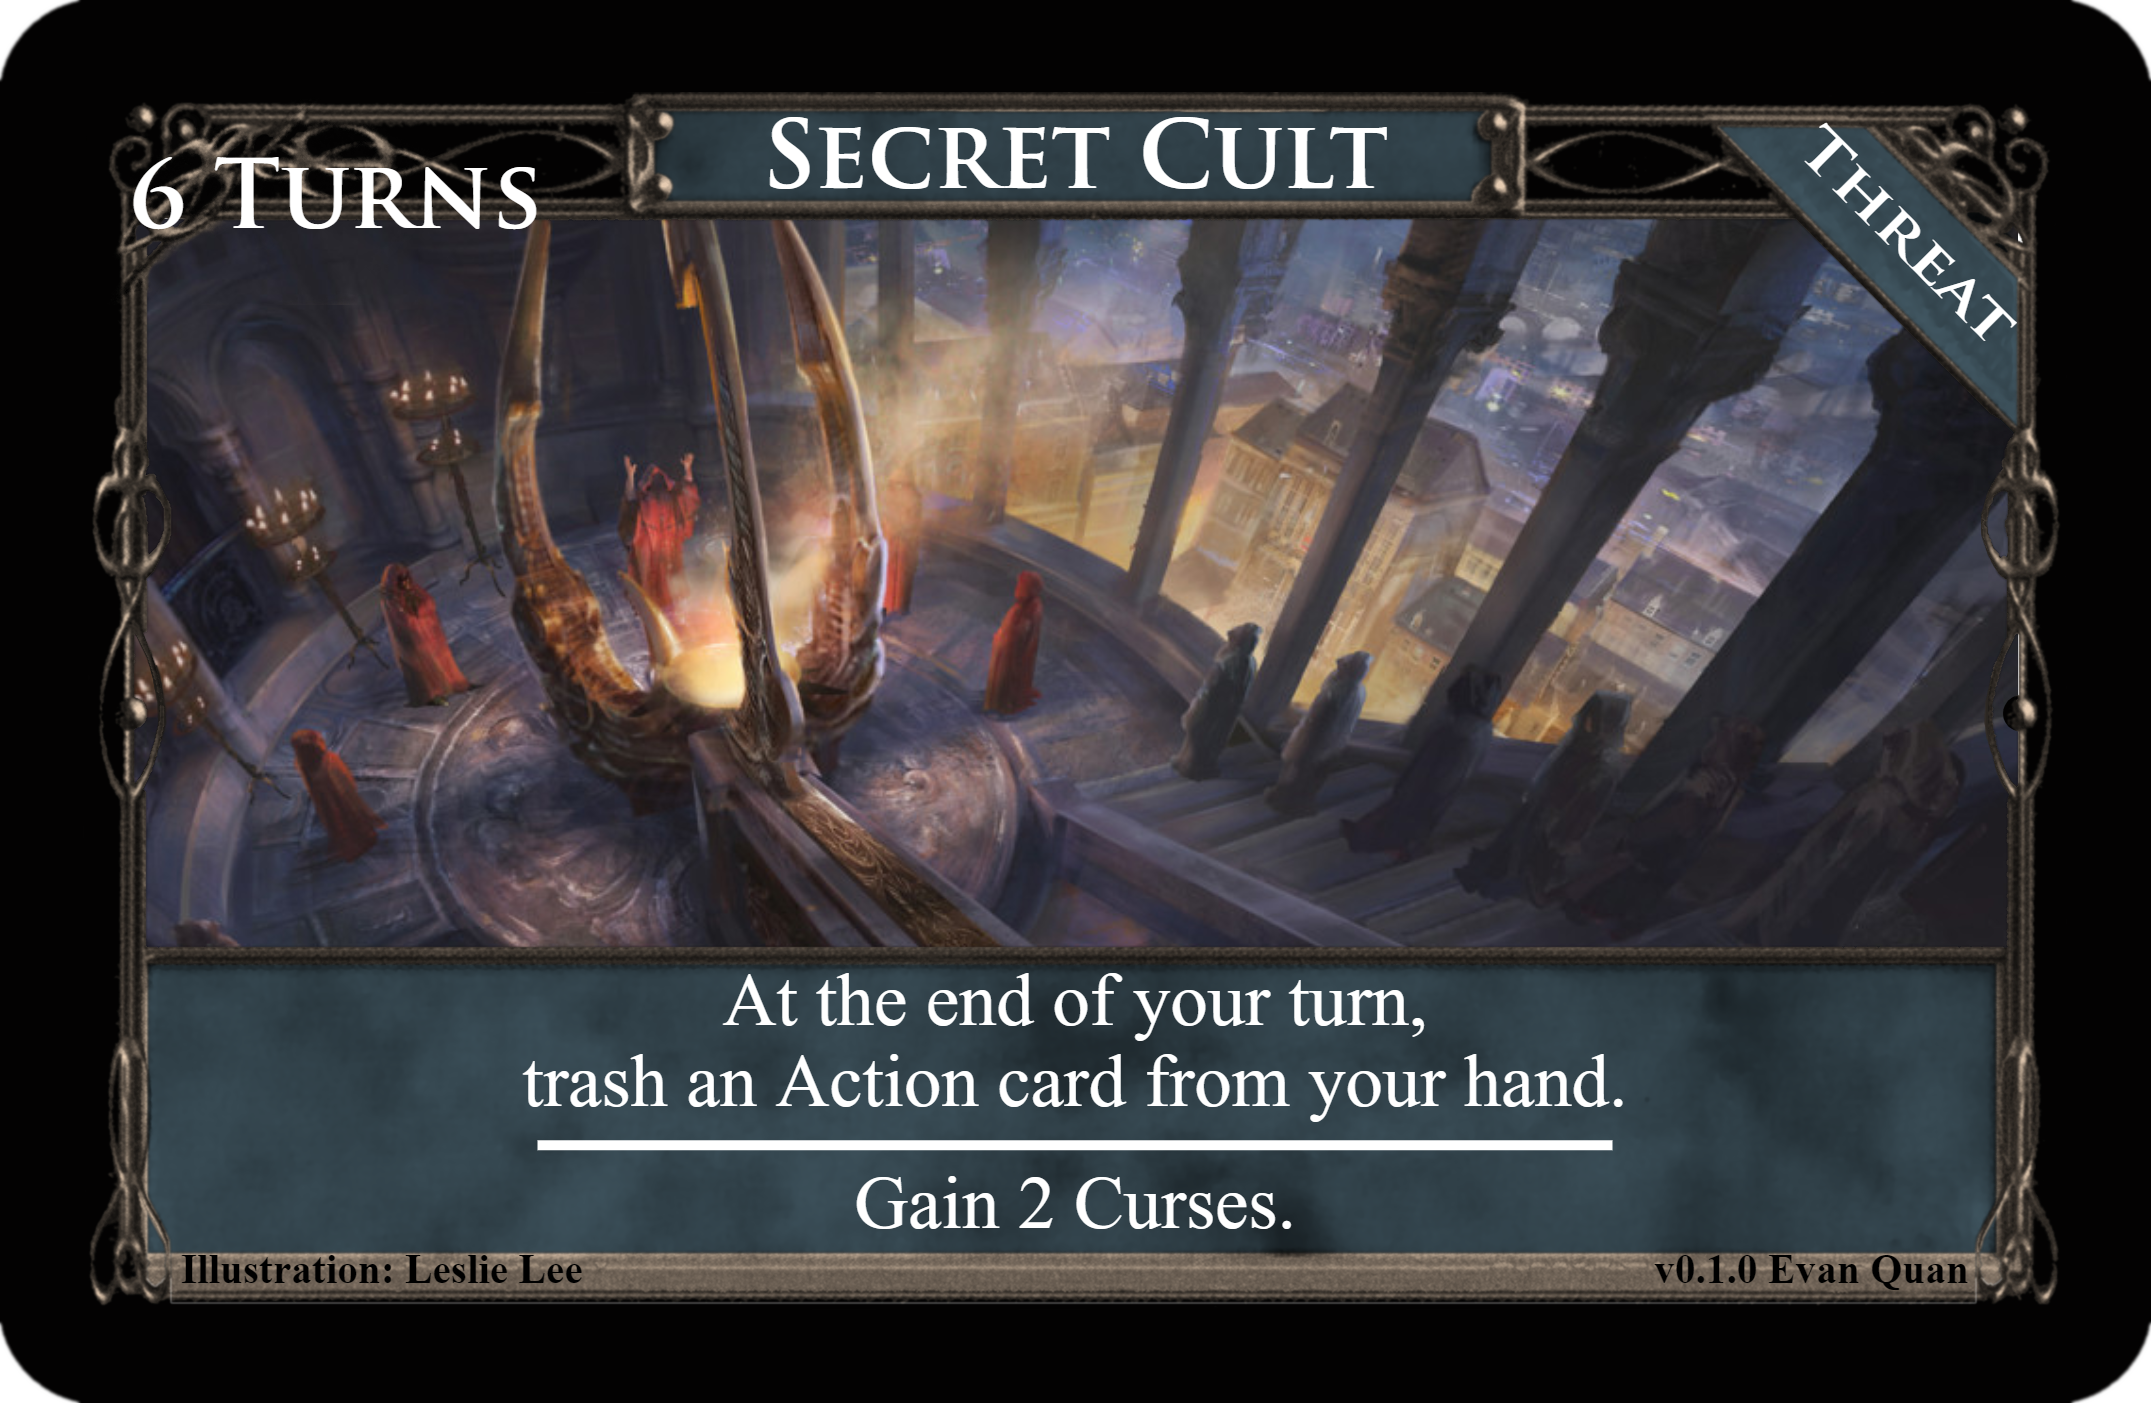 6 Turns
Secret Cult
Threat
At the end of your turn,
trash an Action card from your hand.
Gain 2 Curses.
Illustration: Leslie Lee
v0.1.0 Evan Quan